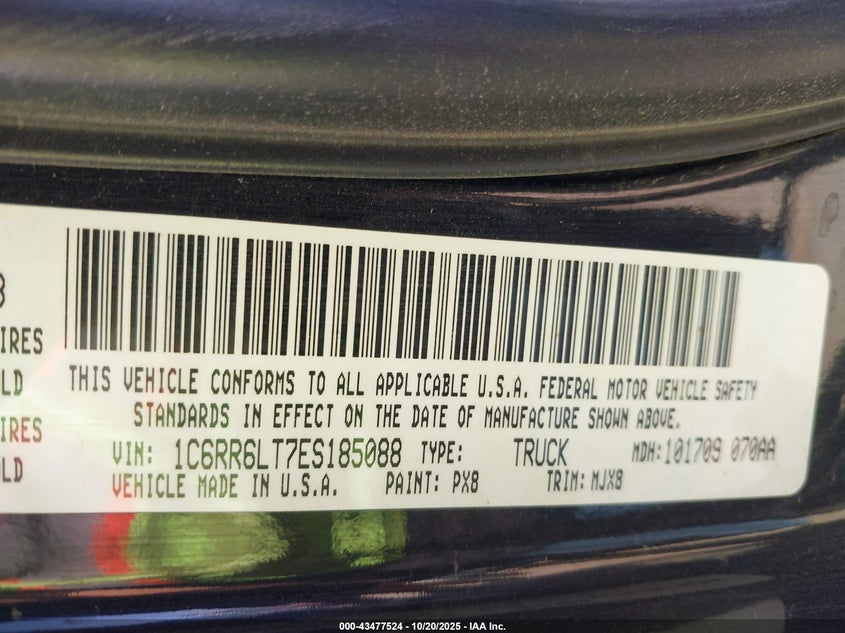 8
IRES
LD
IRES
LD
THIS VEHICLE CONFORMS TO ALL APPLICABLE U.S.A. FEDERAL MOTOR VEHICLE SAFETY
STANDARDS IN EFFECT ON THE DATE OF MANUFACTURE SHOWN ABOVE.
VIN: 1C6RR6LT7ES185088 TYPE: TRUCK MDH: 101709 070AA
VEHICLE MADE IN U.S.A. PAINT: PX8 TRIM: MJX8
000-43477524 - 10/20/2025 - IAA Inc.